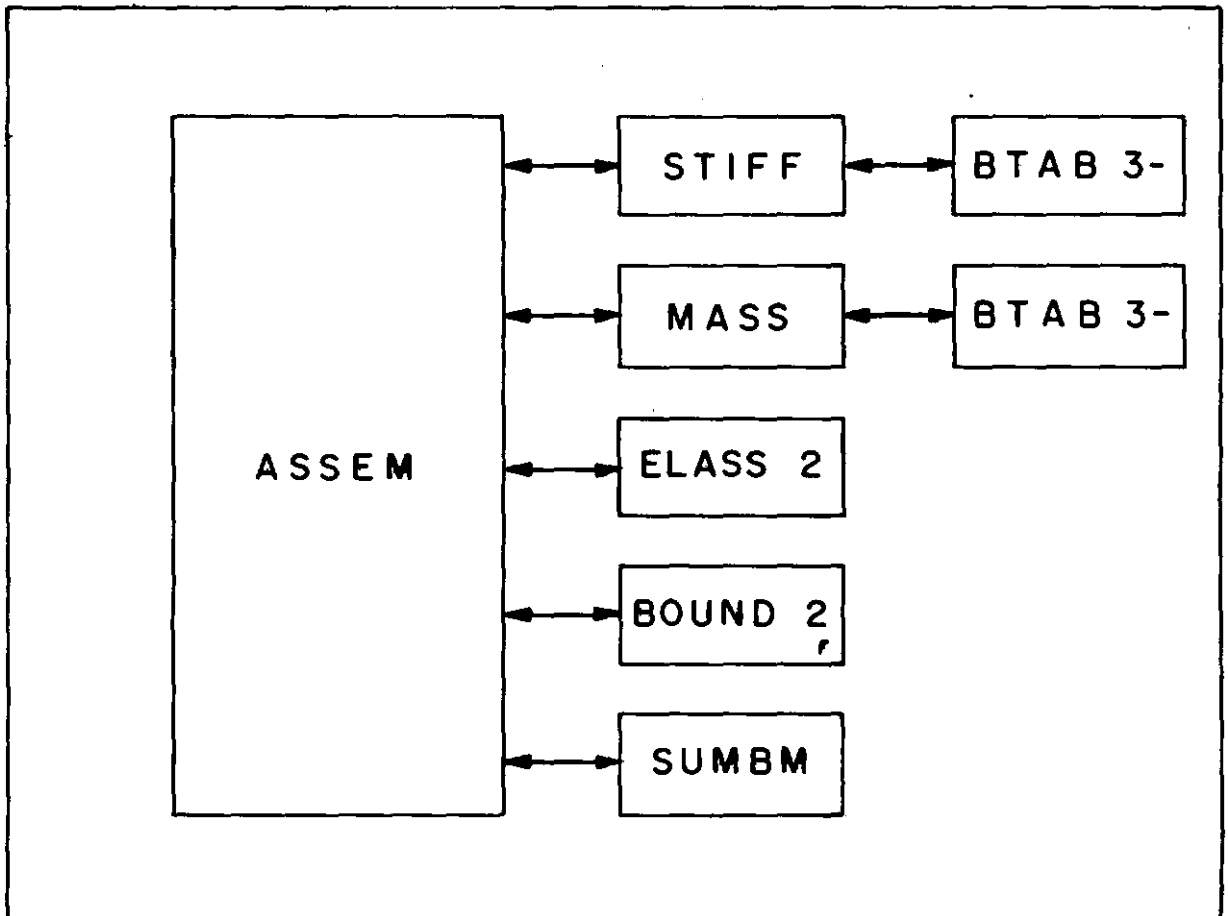 STIFF
BTAB 3-
MASS
BTAB 3-
ASSEM
ELASS 2
BOUND 2
SUMBM